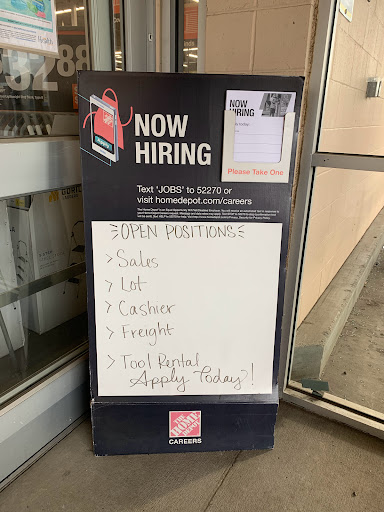 NOW
HIRING
Text 'JOBS' to 52270 or
visit homedepot.com/careers
NOW
HIRING
Please Take One
OPEN POSITIONS
> Sales
> Lot
> Cashier
> Freight
> Tool Rental
Apply Today!
THE
HOME
DEPOT
CAREERS